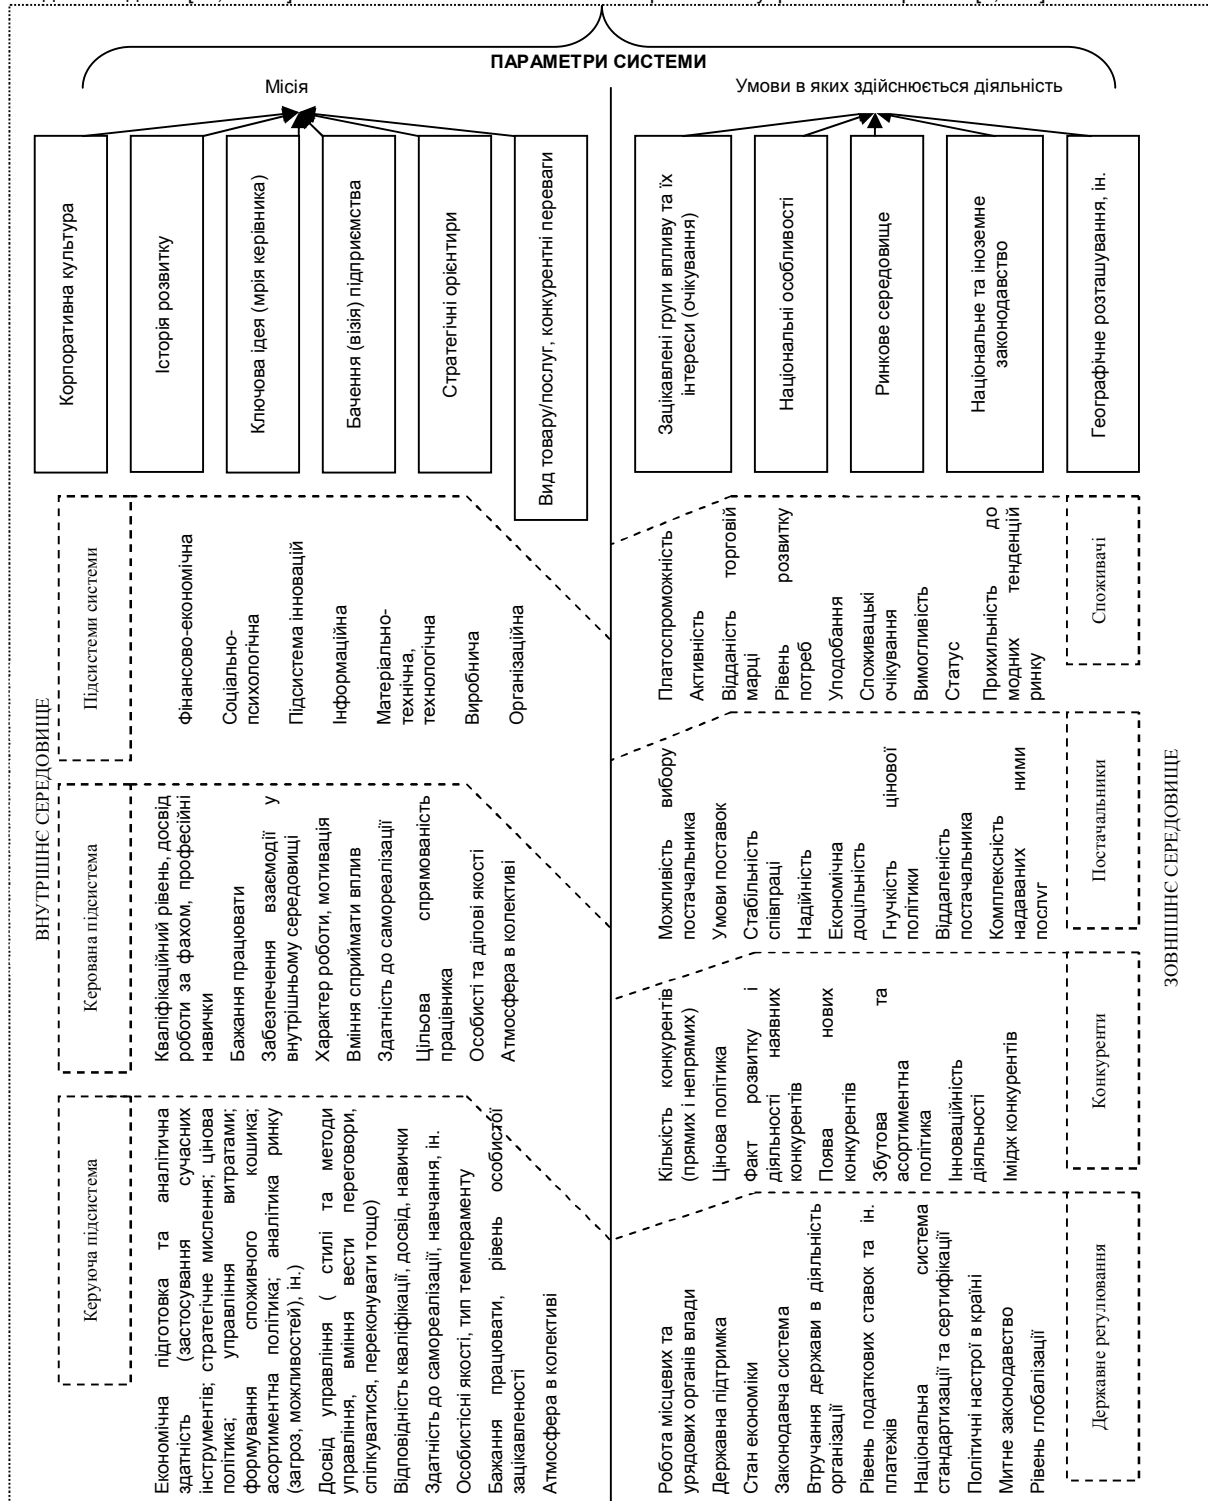 ПАРАМЕТРИ СИСТЕМИ
Місія
Умови в яких здійснюється діяльність
Корпоративна культура
Історія розвитку
Ключова ідея (мрія керівника)
Бачення (візія) підприємства
Стратегічні орієнтири
Вид товару/послуг, конкурентні переваги
Зацікавлені групи впливу та їх
інтереси (очікування)
Національні особливості
Ринкове середовище
Національне та іноземне
законодавство
Географічне розташування, ін.
ВНУТРІШНЄ СЕРЕДОВИЩЕ
Підсистеми системи
Фінансово-економічна
Соціально-
психологічна
Підсистема інновацій
Інформаційна
Матеріально-
технічна,
технологічна
Виробнича
Організаційна
Керована підсистема
Кваліфікаційний рівень, досвід
роботи за фахом, професійні
навички
Бажання працювати
Забезпечення взаємодії у
внутрішньому середовищі
Характер роботи, мотивація
Вміння сприймати вплив
Здатність до самореалізації
Цільова спрямованість
працівника
Особисті та ділові якості
Атмосфера в колективі
Керуюча підсистема
Економічна підготовка та аналітична
здатність (застосування сучасних
інструментів; стратегічне мислення; цінова
політика; управління витратами;
формування споживчого кошика;
асортиментна політика; аналітика ринку
(загроз, можливостей), ін.)
Досвід управління ( стилі та методи
управління, вміння вести переговори,
спілкуватися, переконувати тощо)
Відповідність кваліфікації, досвід, навички
Здатність до самореалізації, навчання, ін.
Особистісні якості, тип темпераменту
Бажання працювати, рівень особистої
зацікавленості
Атмосфера в колективі
Платоспроможність
Активність
Відданість торговій
марці
Рівень розвитку
потреб
Уподобання
Споживацькі
очікування
Вимогливість
Статус
Прихильність до
модних тенденцій
ринку
Споживачі
Можливість вибору
постачальника
Умови поставок
Стабільність
співпраці
Надійність
Економічна
доцільність
Гнучкість цінової
політики
Віддаленість
постачальника
Комплексність
надаваних ними
послуг
Постачальники
Кількість конкурентів
(прямих і непрямих)
Цінова політика
Факт розвитку і
діяльності наявних
конкурентів
Поява нових
конкурентів
Збутова та
асортиментна
політика
Інноваційність
діяльності
Імідж конкурентів
Конкуренти
Робота місцевих та
урядових органів влади
Державна підтримка
Стан економіки
Законодавча система
Втручання держави в діяльність
організації
Рівень податкових ставок та ін.
платежів
Національна система
стандартизації та сертифікації
Політичні настрої в країні
Митне законодавство
Рівень глобалізації
Державне регулювання
ЗОВНІШНЄ СЕРЕДОВИЩЕ